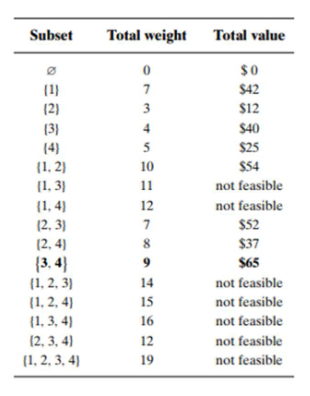 Subset Total weight Total value
∅ 0 $0
{1} 7 $42
{2} 3 $12
{3} 4 $40
{4} 5 $25
{1, 2} 10 $54
{1, 3} 11 not feasible
{1, 4} 12 not feasible
{2, 3} 7 $52
{2, 4} 8 $37
{3, 4} 9 $65
{1, 2, 3} 14 not feasible
{1, 2, 4} 15 not feasible
{1, 3, 4} 16 not feasible
{2, 3, 4} 12 not feasible
{1, 2, 3, 4} 19 not feasible